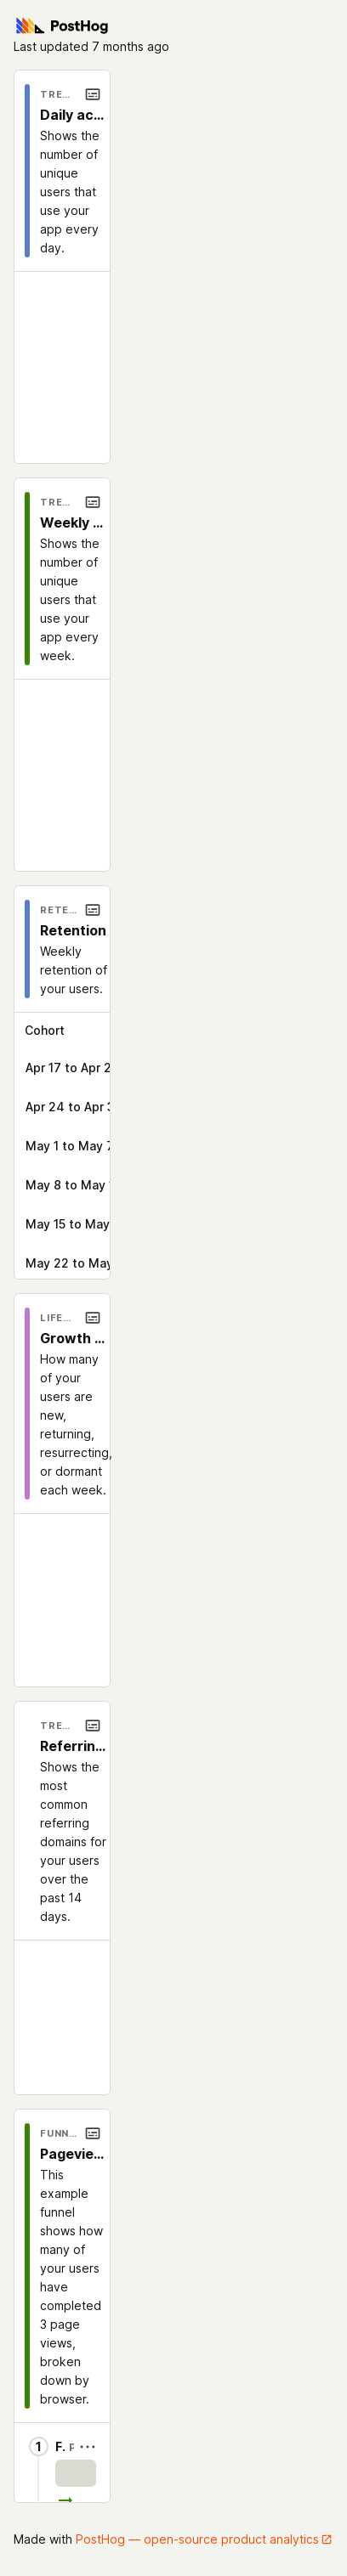 PostHog
Last updated 7 months ago
TRE...
Daily ac...
Shows the
number of
unique
users that
use your
app every
day.
TRE...
Weekly ...
Shows the
number of
unique
users that
use your
app every
week.
RETE...
Retention
Weekly
retention of
your users.
Cohort
Apr 17 to Apr 2
Apr 24 to Apr 3
May 1 to May 7
May 8 to May
May 15 to May
May 22 to May
LIFE...
Growth ...
How many
of your
users are
new,
returning,
resurrecting,
or dormant
each week.
TRE...
Referrin...
Shows the
most
common
referring
domains for
your users
over the
past 14
days.
FUNN...
Pagevie...
This
example
funnel
shows how
many of
your users
have
completed
3 page
views,
broken
down by
browser.
1 F. P ...
Made with PostHog — open-source product analytics